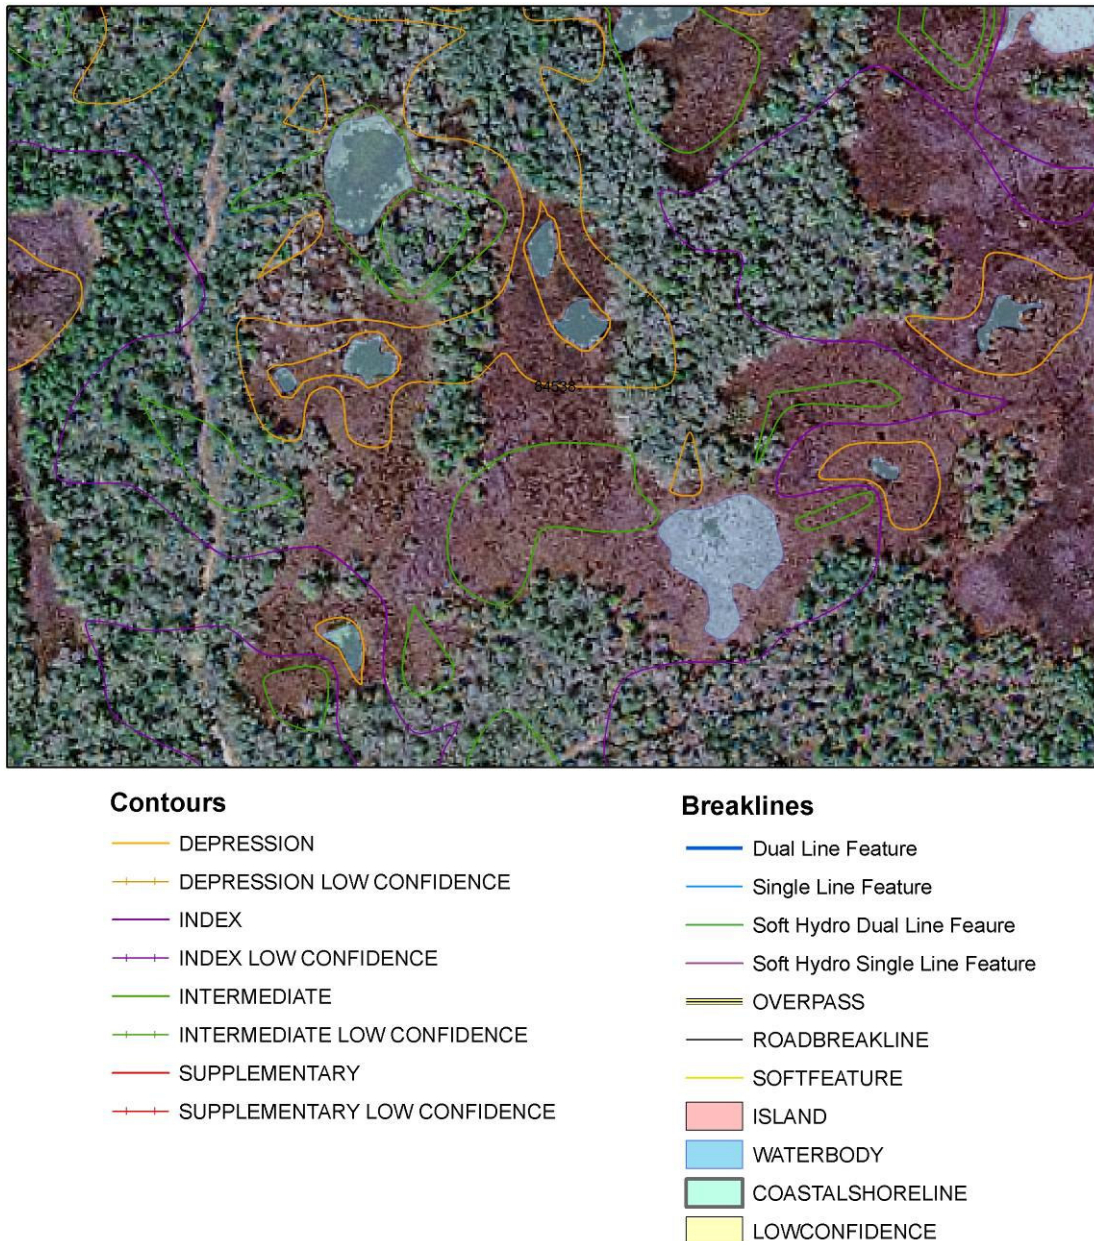 84538
Contours
DEPRESSION
DEPRESSION LOW CONFIDENCE
INDEX
INDEX LOW CONFIDENCE
INTERMEDIATE
INTERMEDIATE LOW CONFIDENCE
SUPPLEMENTARY
SUPPLEMENTARY LOW CONFIDENCE
Breaklines
Dual Line Feature
Single Line Feature
Soft Hydro Dual Line Feaure
Soft Hydro Single Line Feature
OVERPASS
ROADBREAKLINE
SOFTFEATURE
ISLAND
WATERBODY
COASTALSHORELINE
LOWCONFIDENCE